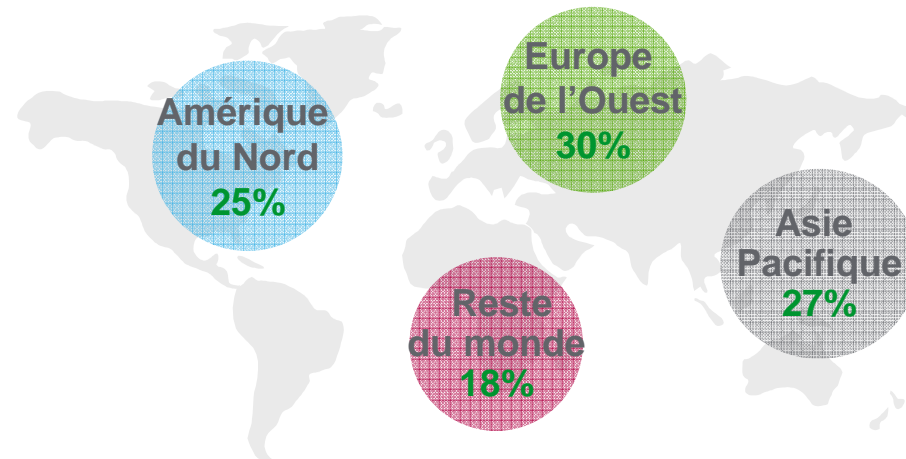 Amérique
du Nord
25%
Europe
de l’Ouest
30%
Asie
Pacifique
27%
Reste
du monde
18%